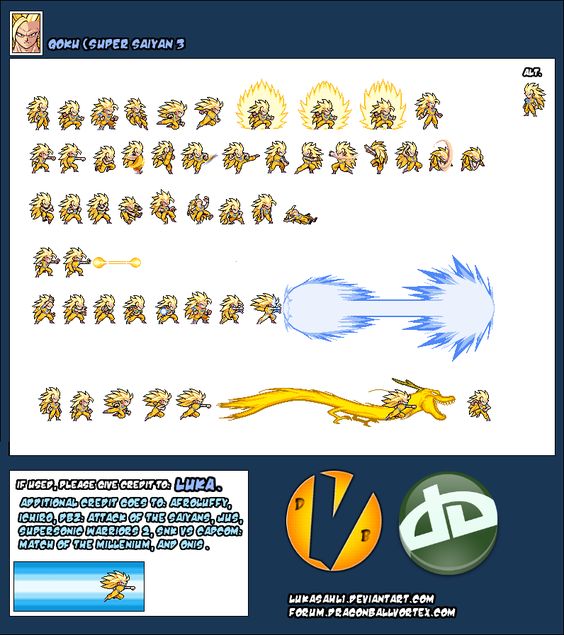 GOKU (SUPER SAIYAN 3
ALT.
IF USED, PLEASE GIVE CREDIT TO: LUKA.
ADDITIONAL CREDIT GOES TO: AFROLUFFY,
ICHIRO, DBZ: ATTACK OF THE SAIYANS, JUS,
SUPERSONIC WARRIORS 2, SNK VS CAPCOM:
MATCH OF THE MILLENIUM, AND ONIS.
D V B
LUKASAHL1.DEVIANTART.COM
FORUM.DRAGONBALLVORTEX.COM